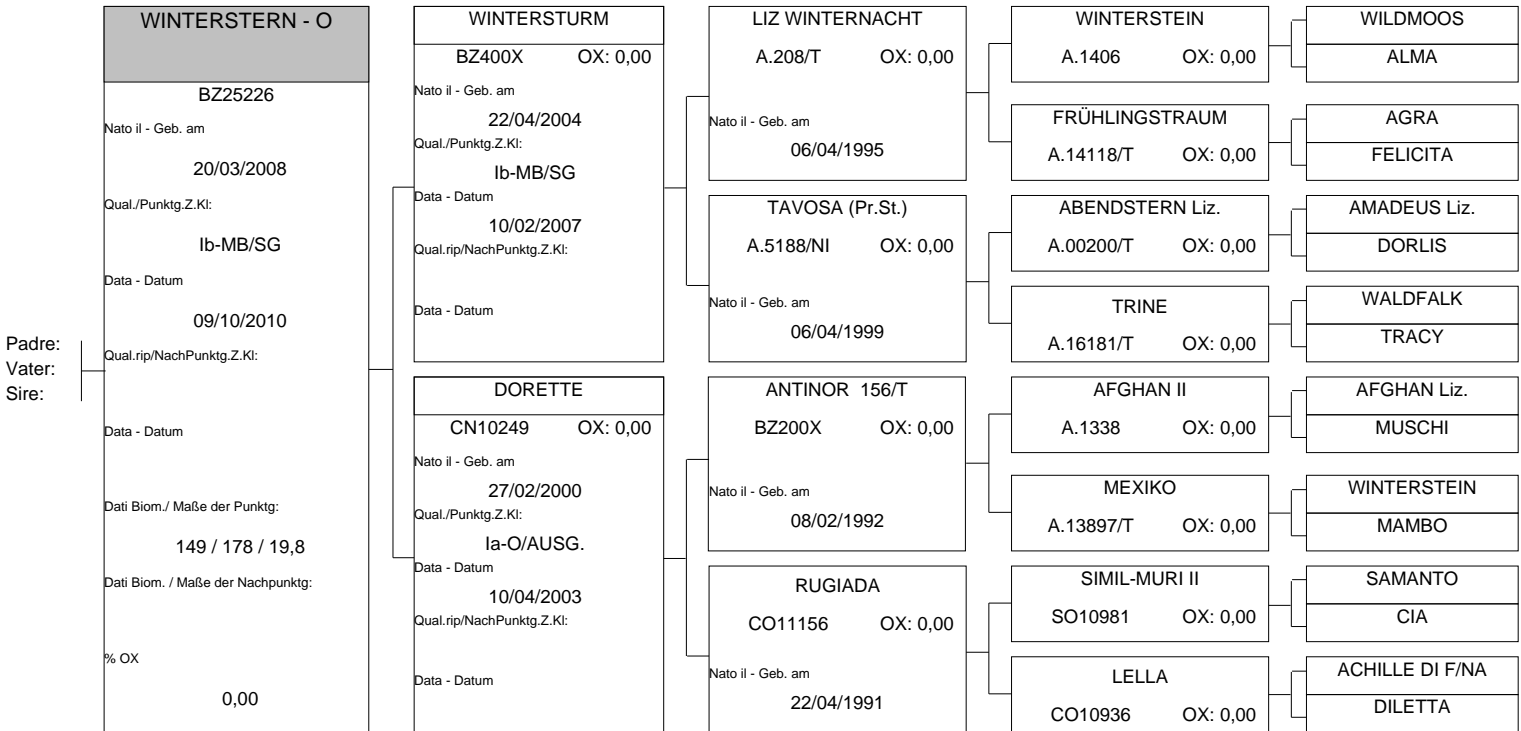 Padre:
Vater:
Sire:
WINTERSTERN - O
BZ25226
Nato il - Geb. am
20/03/2008
Qual./Punktg.Z.Kl:
Ib-MB/SG
Data - Datum
09/10/2010
Qual.rip/NachPunktg.Z.Kl:
Data - Datum
Dati Biom./ Maße der Punktg:
149 / 178 / 19,8
Dati Biom. / Maße der Nachpunktg:
% OX
0,00
WINTERSTURM
BZ400X OX: 0,00
Nato il - Geb. am
22/04/2004
Qual./Punktg.Z.Kl:
Ib-MB/SG
Data - Datum
10/02/2007
Qual.rip/NachPunktg.Z.Kl:
Data - Datum
DORETTE
CN10249 OX: 0,00
Nato il - Geb. am
27/02/2000
Qual./Punktg.Z.Kl:
Ia-O/AUSG.
Data - Datum
10/04/2003
Qual.rip/NachPunktg.Z.Kl:
Data - Datum
LIZ WINTERNACHT
A.208/T OX: 0,00
Nato il - Geb. am
06/04/1995
TAVOSA (Pr.St.)
A.5188/NI OX: 0,00
Nato il - Geb. am
06/04/1999
ANTINOR 156/T
BZ200X OX: 0,00
Nato il - Geb. am
08/02/1992
RUGIADA
CO11156 OX: 0,00
Nato il - Geb. am
22/04/1991
WINTERSTEIN
A.1406 OX: 0,00
FRÜHLINGSTRAUM
A.14118/T OX: 0,00
ABENDSTERN Liz.
A.00200/T OX: 0,00
TRINE
A.16181/T OX: 0,00
AFGHAN II
A.1338 OX: 0,00
MEXIKO
A.13897/T OX: 0,00
SIMIL-MURI II
SO10981 OX: 0,00
LELLA
CO10936 OX: 0,00
WILDMOOS
ALMA
AGRA
FELICITA
AMADEUS Liz.
DORLIS
WALDFALK
TRACY
AFGHAN Liz.
MUSCHI
WINTERSTEIN
MAMBO
SAMANTO
CIA
ACHILLE DI F/NA
DILETTA